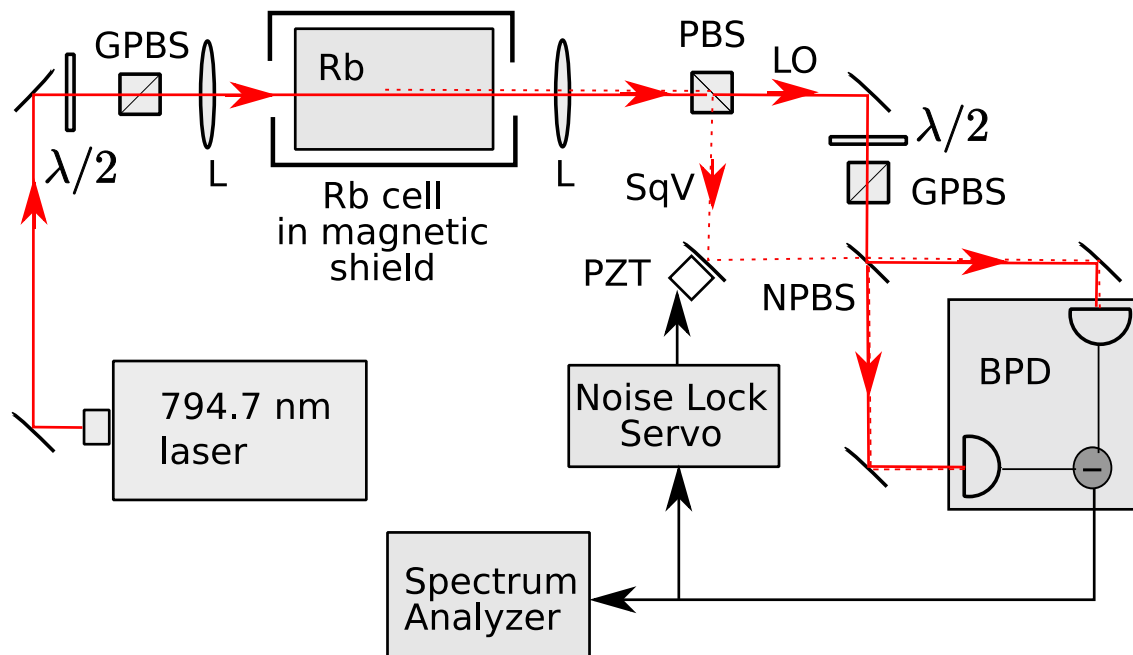 GPBS
PBS
LO
Rb
λ/2
λ/2
L
L
SqV
GPBS
Rb cell
in magnetic
shield
PZT
NPBS
BPD
794.7 nm
laser
Noise Lock
Servo
−
Spectrum
Analyzer